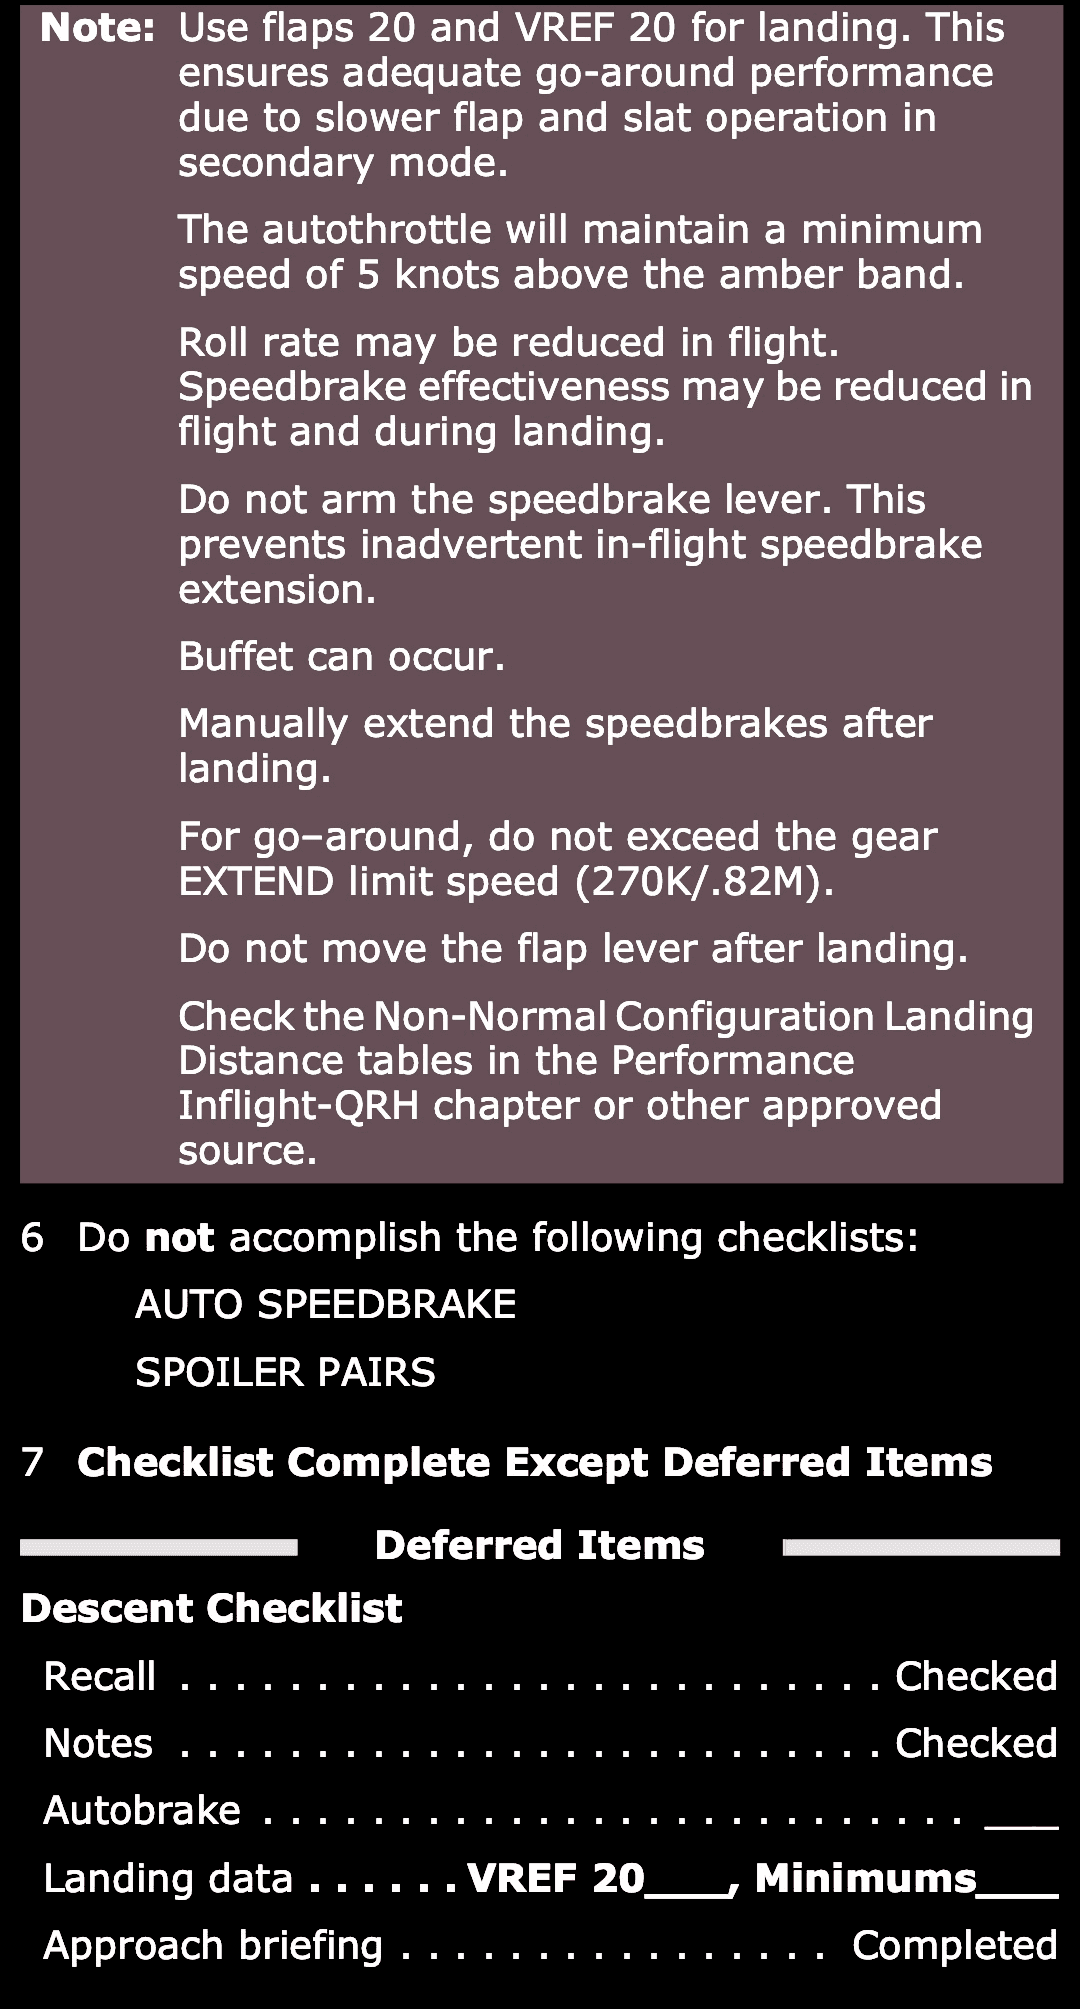 Note: Use flaps 20 and VREF 20 for landing. This
ensures adequate go-around performance
due to slower flap and slat operation in
secondary mode.
The autothrottle will maintain a minimum
speed of 5 knots above the amber band.
Roll rate may be reduced in flight.
Speedbrake effectiveness may be reduced in
flight and during landing.
Do not arm the speedbrake lever. This
prevents inadvertent in-flight speedbrake
extension.
Buffet can occur.
Manually extend the speedbrakes after
landing.
For go–around, do not exceed the gear
EXTEND limit speed (270K/.82M).
Do not move the flap lever after landing.
Check the Non-Normal Configuration Landing
Distance tables in the Performance
Inflight-QRH chapter or other approved
source.
6 Do not accomplish the following checklists:
AUTO SPEEDBRAKE
SPOILER PAIRS
7 Checklist Complete Except Deferred Items
Deferred Items
Descent Checklist
Recall . . . . . . . . . . . . . . . . . . . . . . . . . . Checked
Notes . . . . . . . . . . . . . . . . . . . . . . . . . . Checked
Autobrake . . . . . . . . . . . . . . . . . . . . . . . . . . ___
Landing data . . . . . . VREF 20___, Minimums___
Approach briefing . . . . . . . . . . . . . . . . Completed